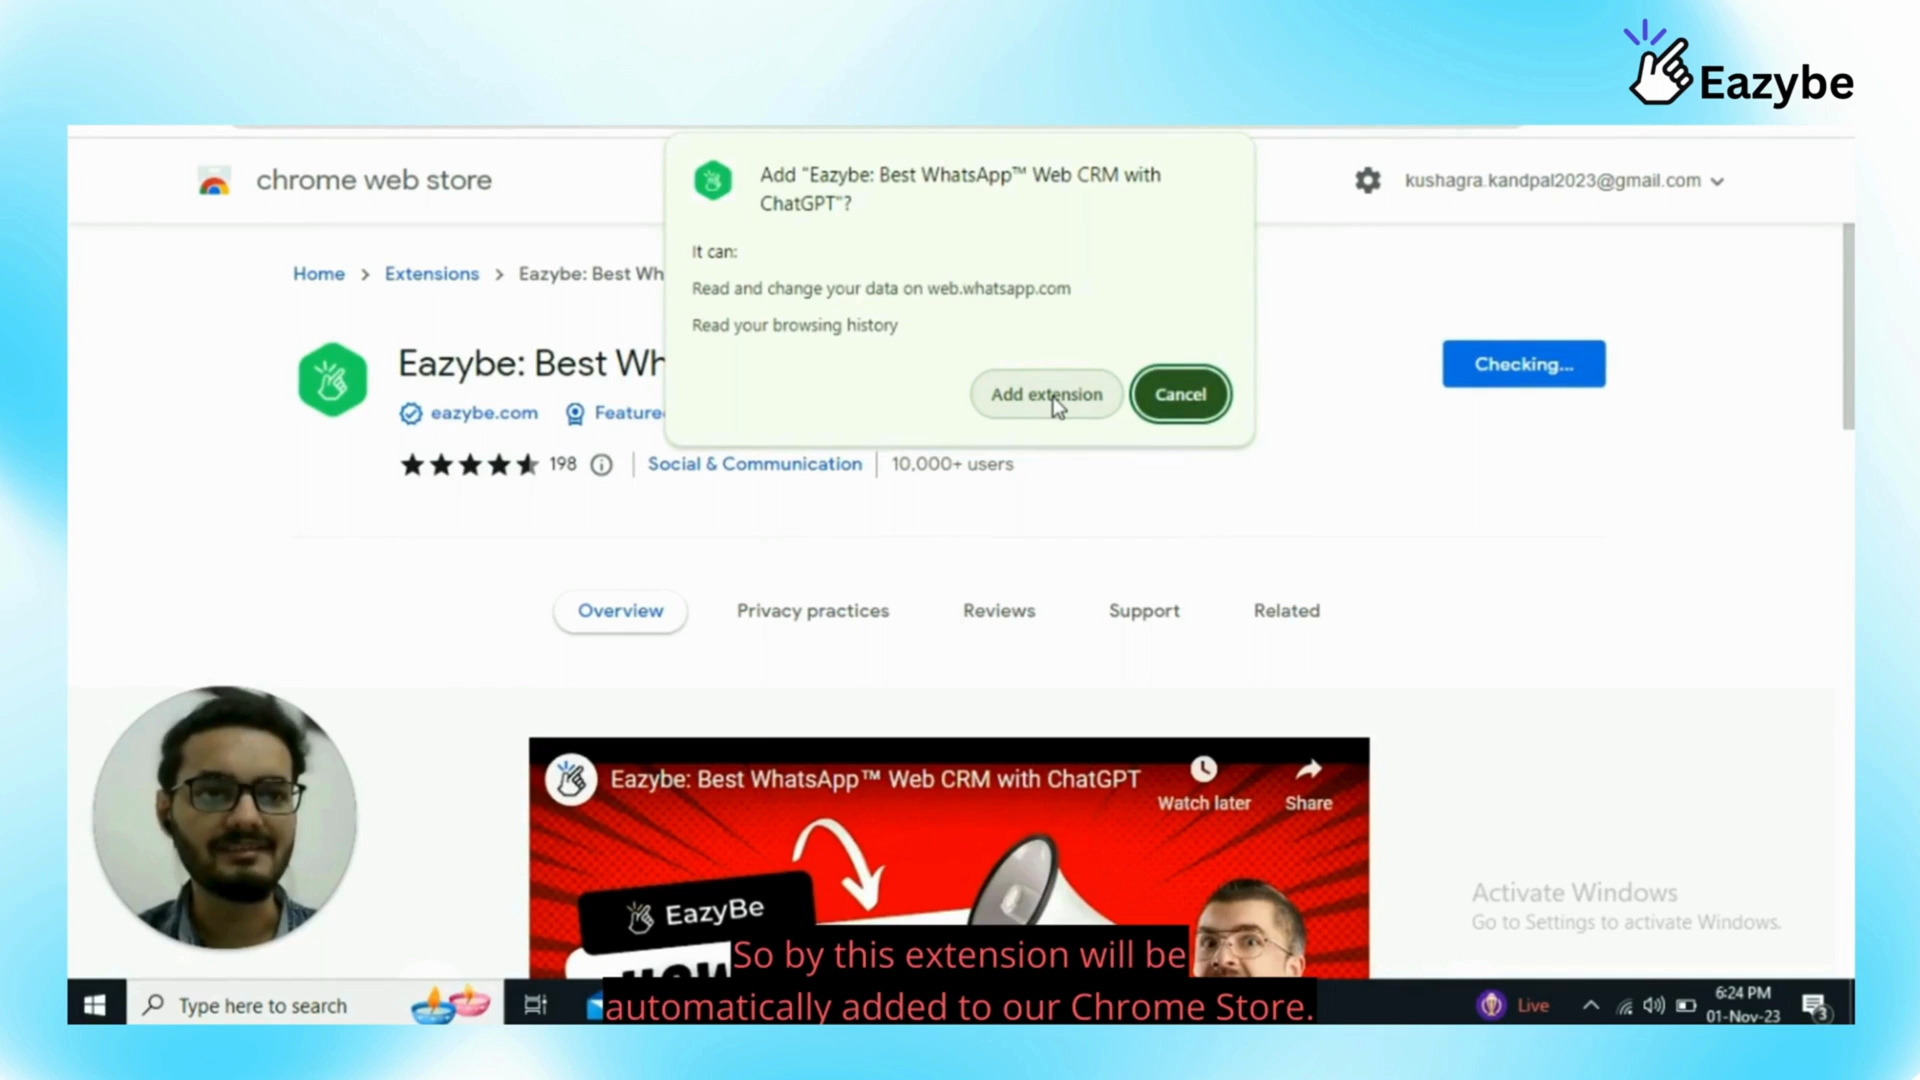 Eazybe
chrome web store
Add "Eazybe: Best WhatsApp™ Web CRM with
ChatGPT"?
It can:
Read and change your data on web.whatsapp.com
Read your browsing history
Add extension
Cancel
kushagra.kandpal2023@gmail.com
Home > Extensions > Eazybe: Best Wh
Eazybe: Best Wh
Checking...
eazybe.com
Feature
198
Social & Communication
10,000+ users
Overview
Privacy practices
Reviews
Support
Related
Eazybe: Best WhatsApp™ Web CRM with ChatGPT
Watch later
Share
EazyBe
Activate Windows
Go to Settings to activate Windows.
So by this extension will be
automatically added to our Chrome Store.
Type here to search
Live
6:24 PM
01-Nov-23
3